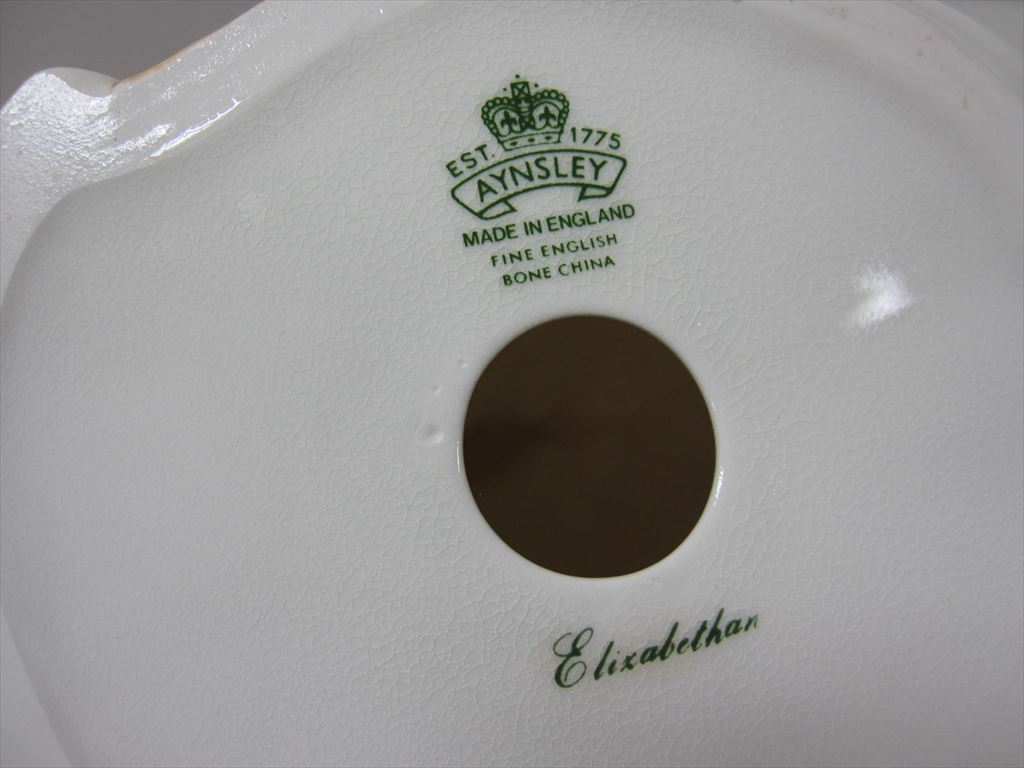 EST. 1775
AYNSLEY
MADE IN ENGLAND
FINE ENGLISH
BONE CHINA
Elizabethan